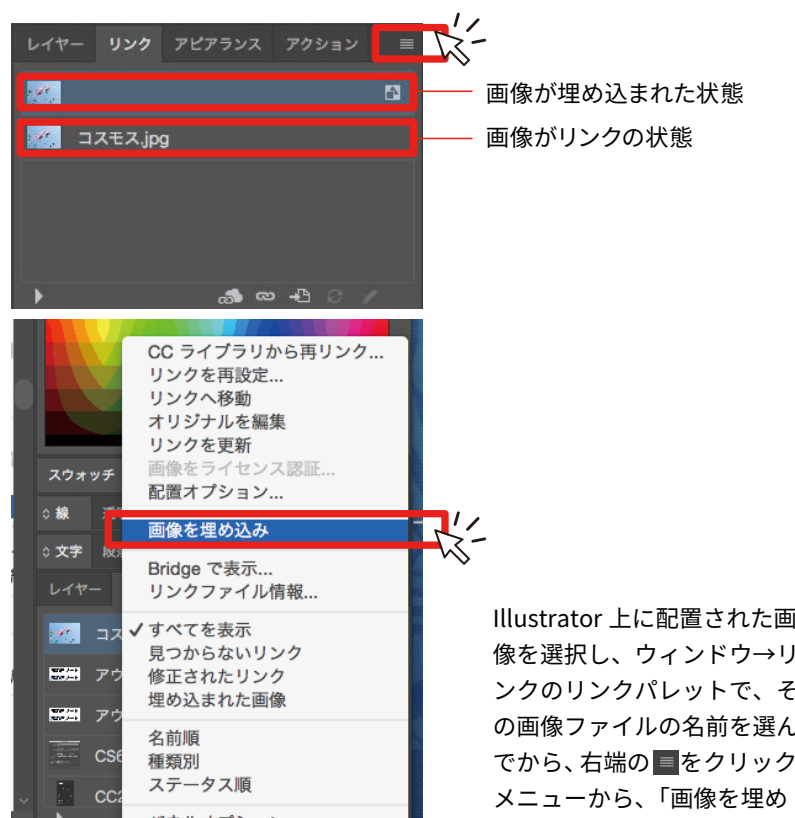 レイヤー リンク アピアランス アクション
画像が埋め込まれた状態
コスモス.jpg
画像がリンクの状態
CC ライブラリから再リンク...
リンクを再設定...
リンクへ移動
オリジナルを編集
リンクを更新
画像をライセンス認証...
配置オプション...
画像を埋め込み
Bridge で表示...
リンクファイル情報...
すべてを表示
見つからないリンク
修正されたリンク
埋め込まれた画像
名前順
種類別
ステータス順
スウォッチ
線
文字 段
レイヤー
コス
アウ
アウ
CS6
CC2
Illustrator 上に配置された画
像を選択し、ウィンドウ→リ
ンクのリンクパレットで、そ
の画像ファイルの名前を選ん
でから、右端の をクリック
メニューから、「画像を埋め